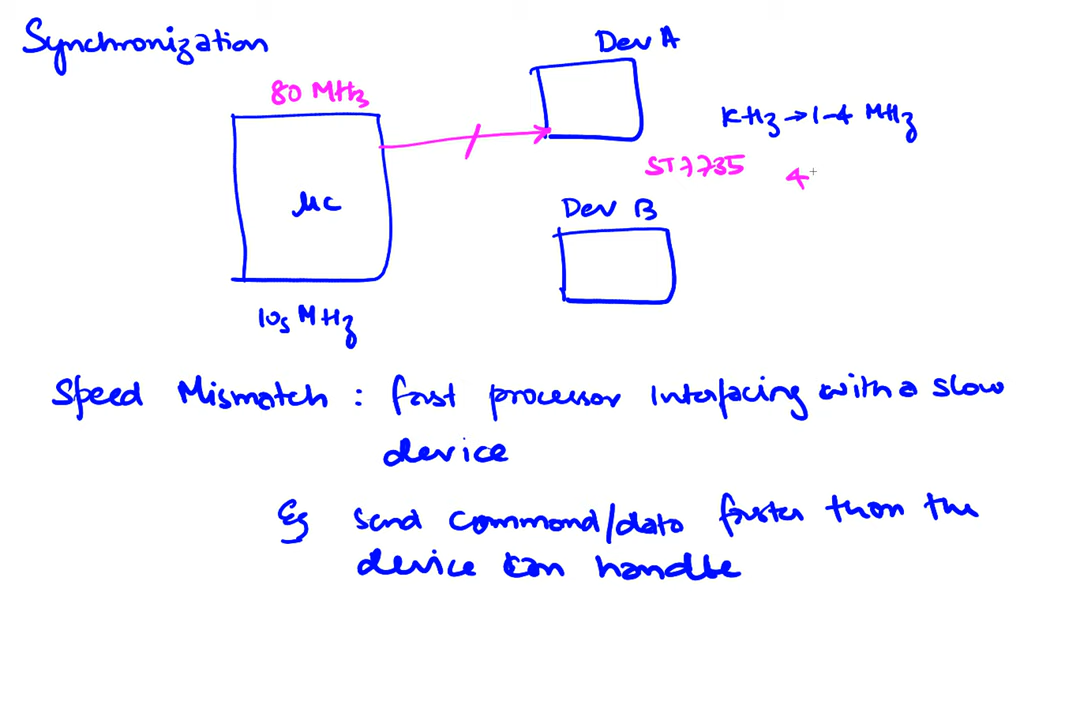 Synchronization
Dev A
80 MHz
KHz → 1-4 MHz
ST7735 4
μC
Dev B
10s MHz
Speed Mismatch : fast processor Interfacing with a slow
device
Eg send command/data faster than the
device can handle